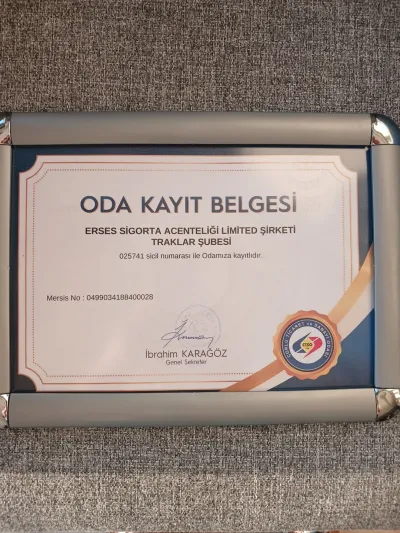 ODA KAYIT BELGESİ
ERSES SİGORTA ACENTELİĞİ LİMİTED ŞİRKETİ
TRAKLAR ŞUBESİ
025741 sicil numarası ile Odamıza kayıtlıdır.
Mersis No : 0499034188400028
İbrahim KARAGÖZ
Genel Sekreter